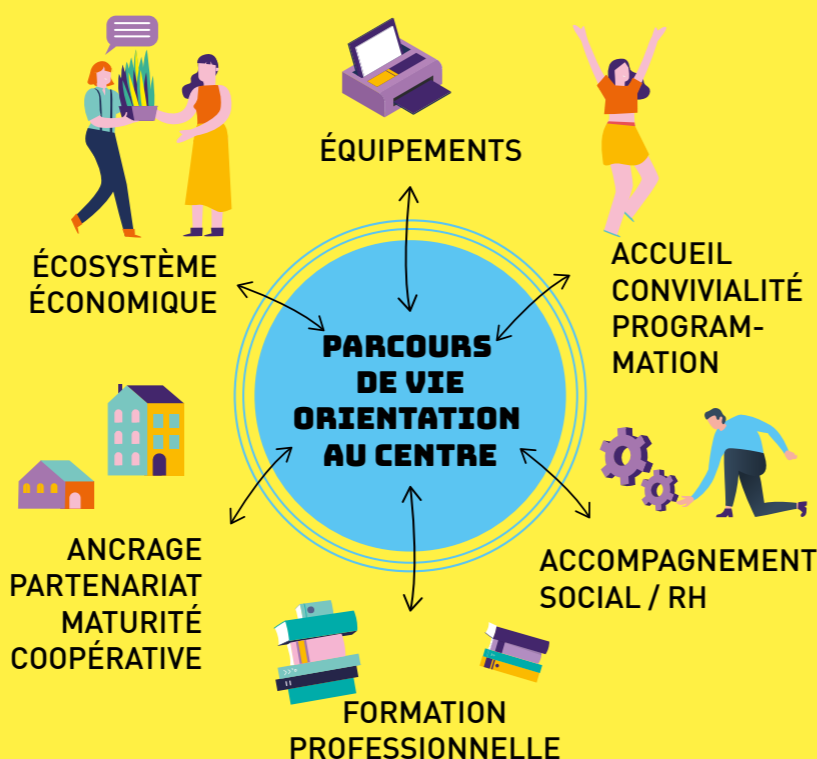 ÉQUIPEMENTS
ÉCOSYSTÈME
ÉCONOMIQUE
ACCUEIL
CONVIVIALITÉ
PROGRAM-
MATION
PARCOURS
DE VIE
ORIENTATION
AU CENTRE
ANCRAGE
PARTENARIAT
MATURITÉ
COOPÉRATIVE
ACCOMPAGNEMENT
SOCIAL / RH
FORMATION
PROFESSIONNELLE